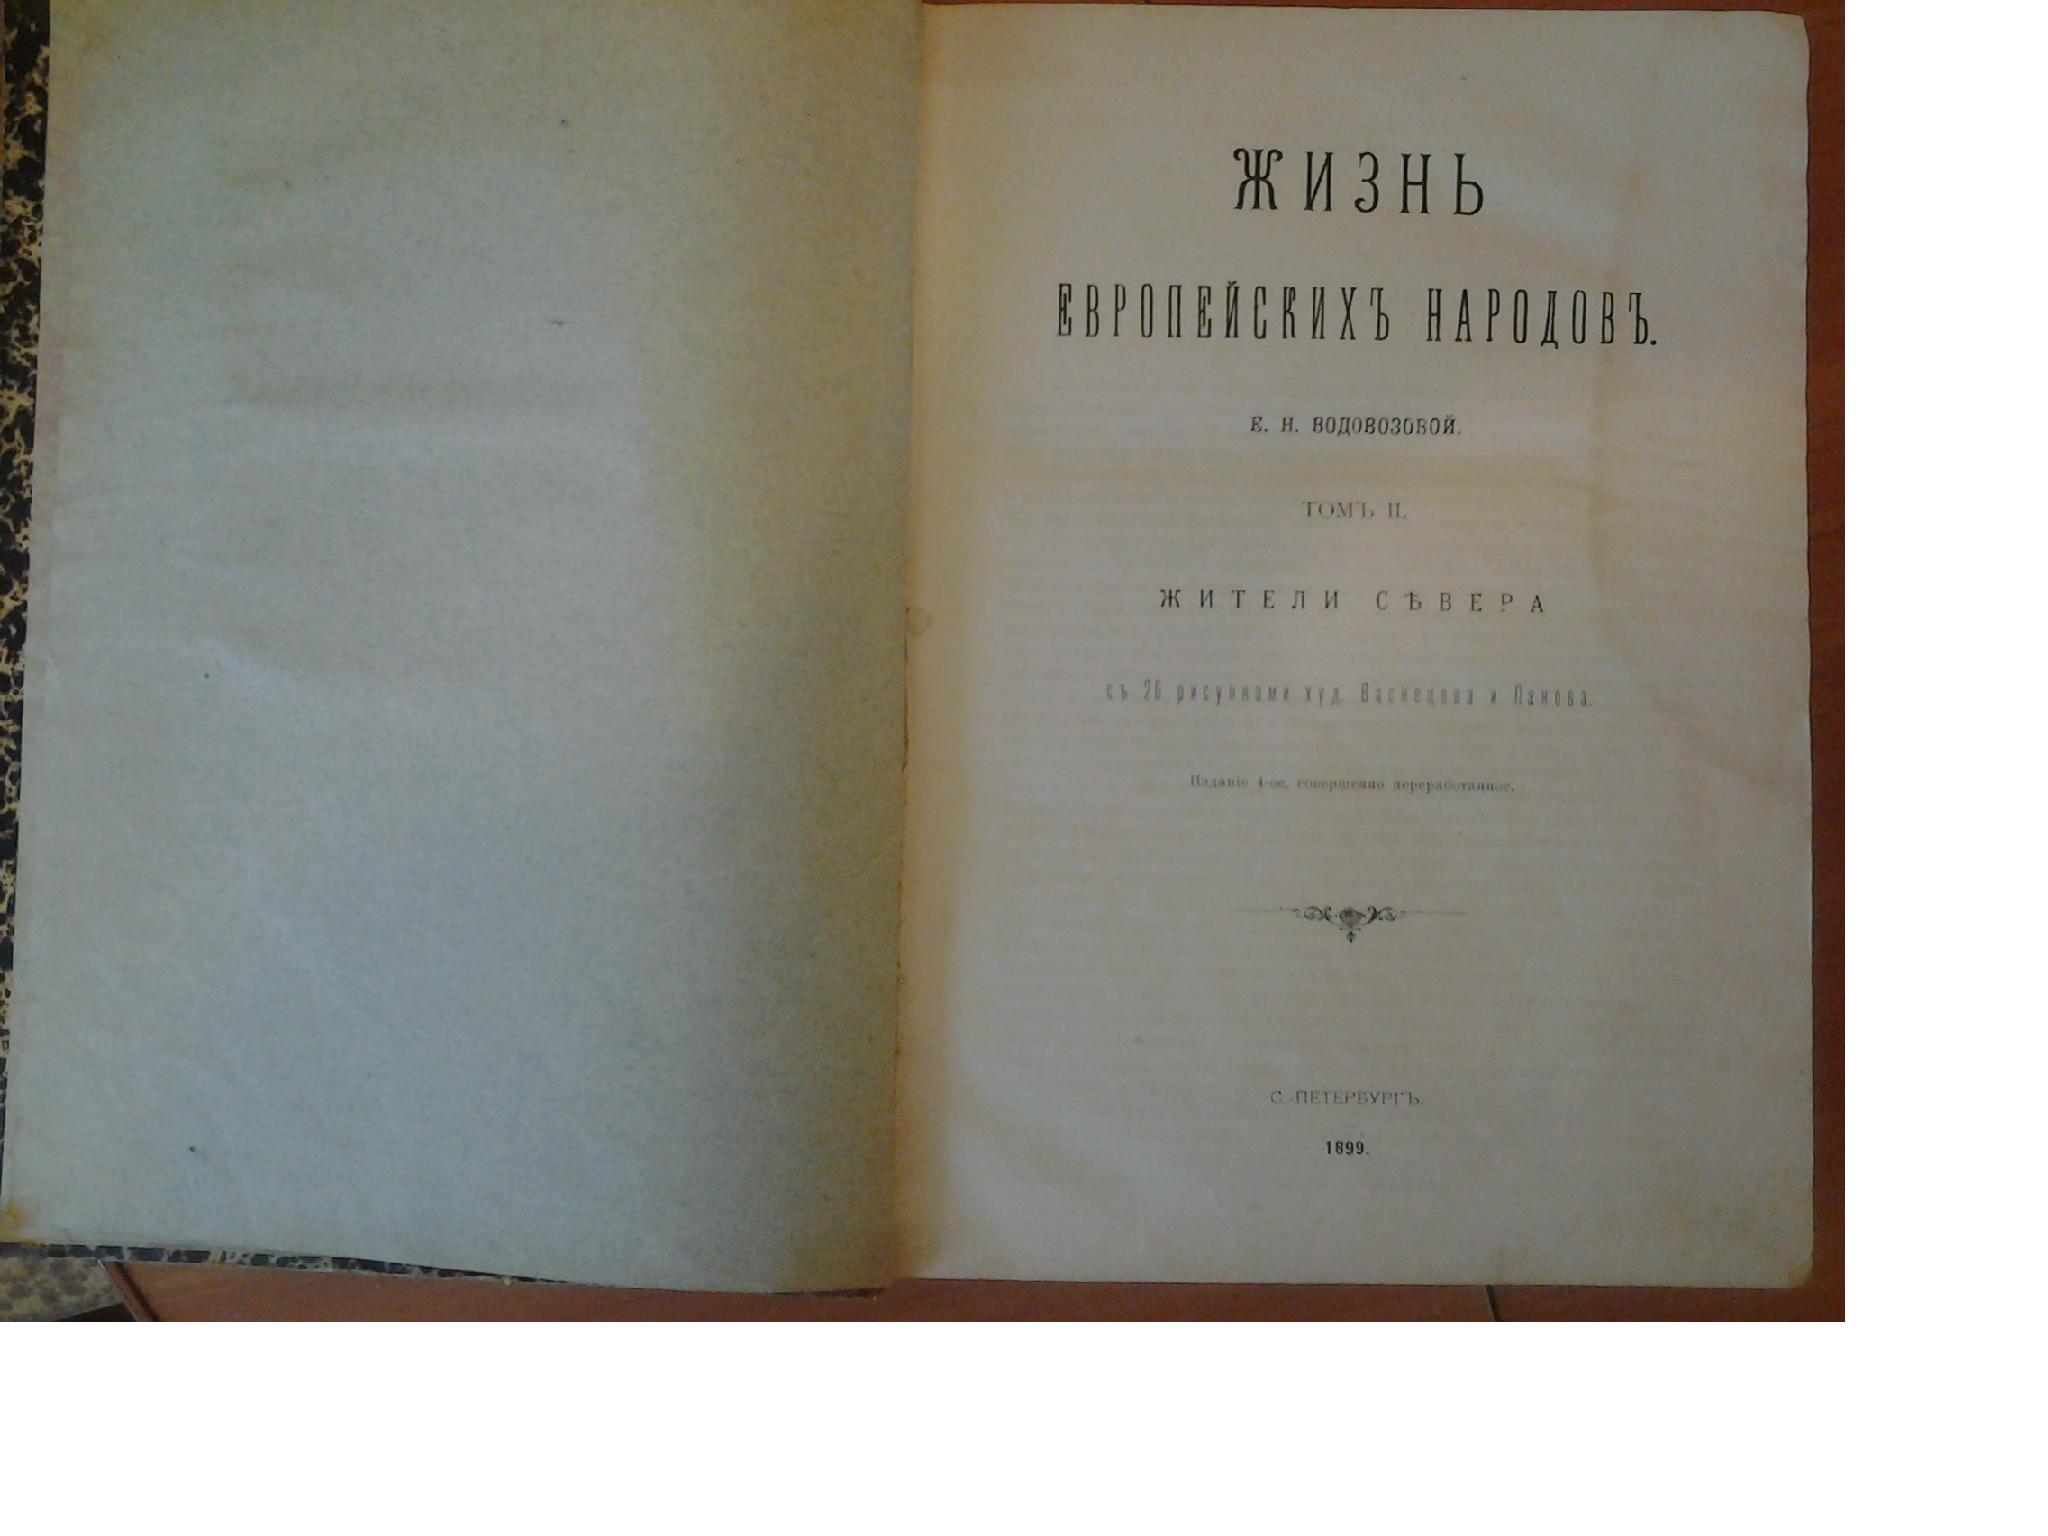 ЖИЗНЬ
ЕВРОПЕЙСКИХЪ НАРОДОВЪ.
Е. Н. ВОДОВОЗОВОЙ.
ТОМЪ II.
ЖИТЕЛИ СѢВЕРА
съ 26 рисунками худ. Васнецова и Панова.
Изданіе 4-ое, совершенно переработанное.
С.-ПЕТЕРБУРГЪ.
1899.